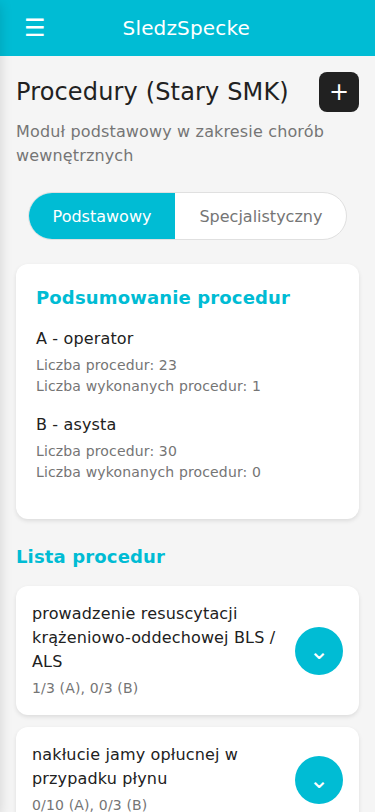 ☰ SledzSpecke
Procedury (Stary SMK) +
Moduł podstawowy w zakresie chorób
wewnętrznych
Podstawowy Specjalistyczny
Podsumowanie procedur
A - operator
Liczba procedur: 23
Liczba wykonanych procedur: 1
B - asysta
Liczba procedur: 30
Liczba wykonanych procedur: 0
Lista procedur
prowadzenie resuscytacji
krążeniowo-oddechowej BLS /
ALS
1/3 (A), 0/3 (B)
nakłucie jamy opłucnej w
przypadku płynu
0/10 (A), 0/3 (B)